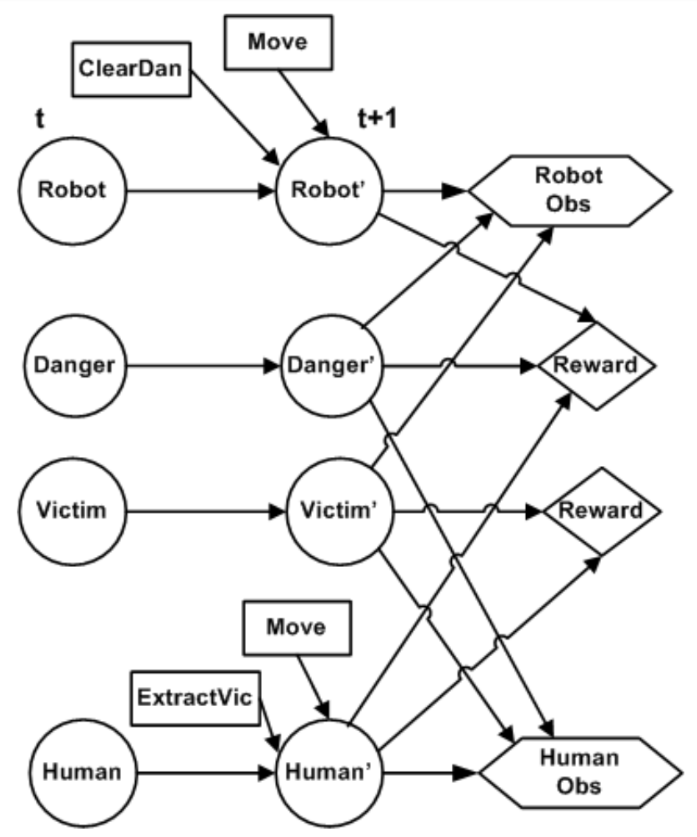 Move
ClearDan
t
t+1
Robot
Robot’
Robot
Obs
Danger
Danger’
Reward
Victim
Victim’
Reward
Move
ExtractVic
Human
Human’
Human
Obs